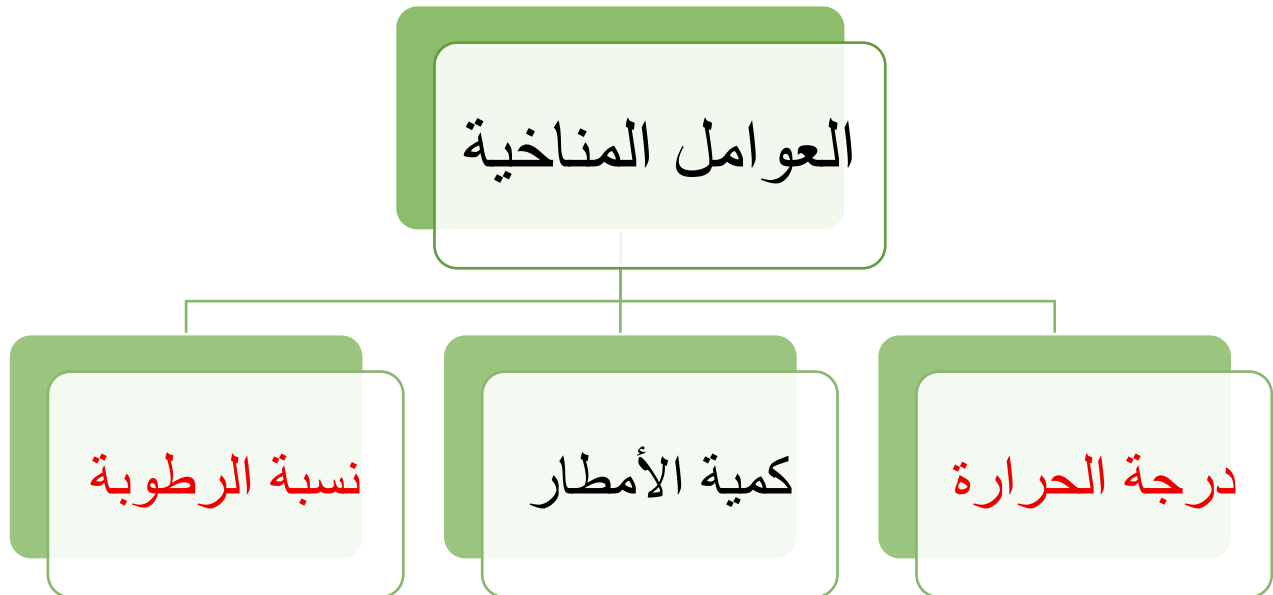 العوامل المناخية
درجة الحرارة
كمية الأمطار
نسبة الرطوبة